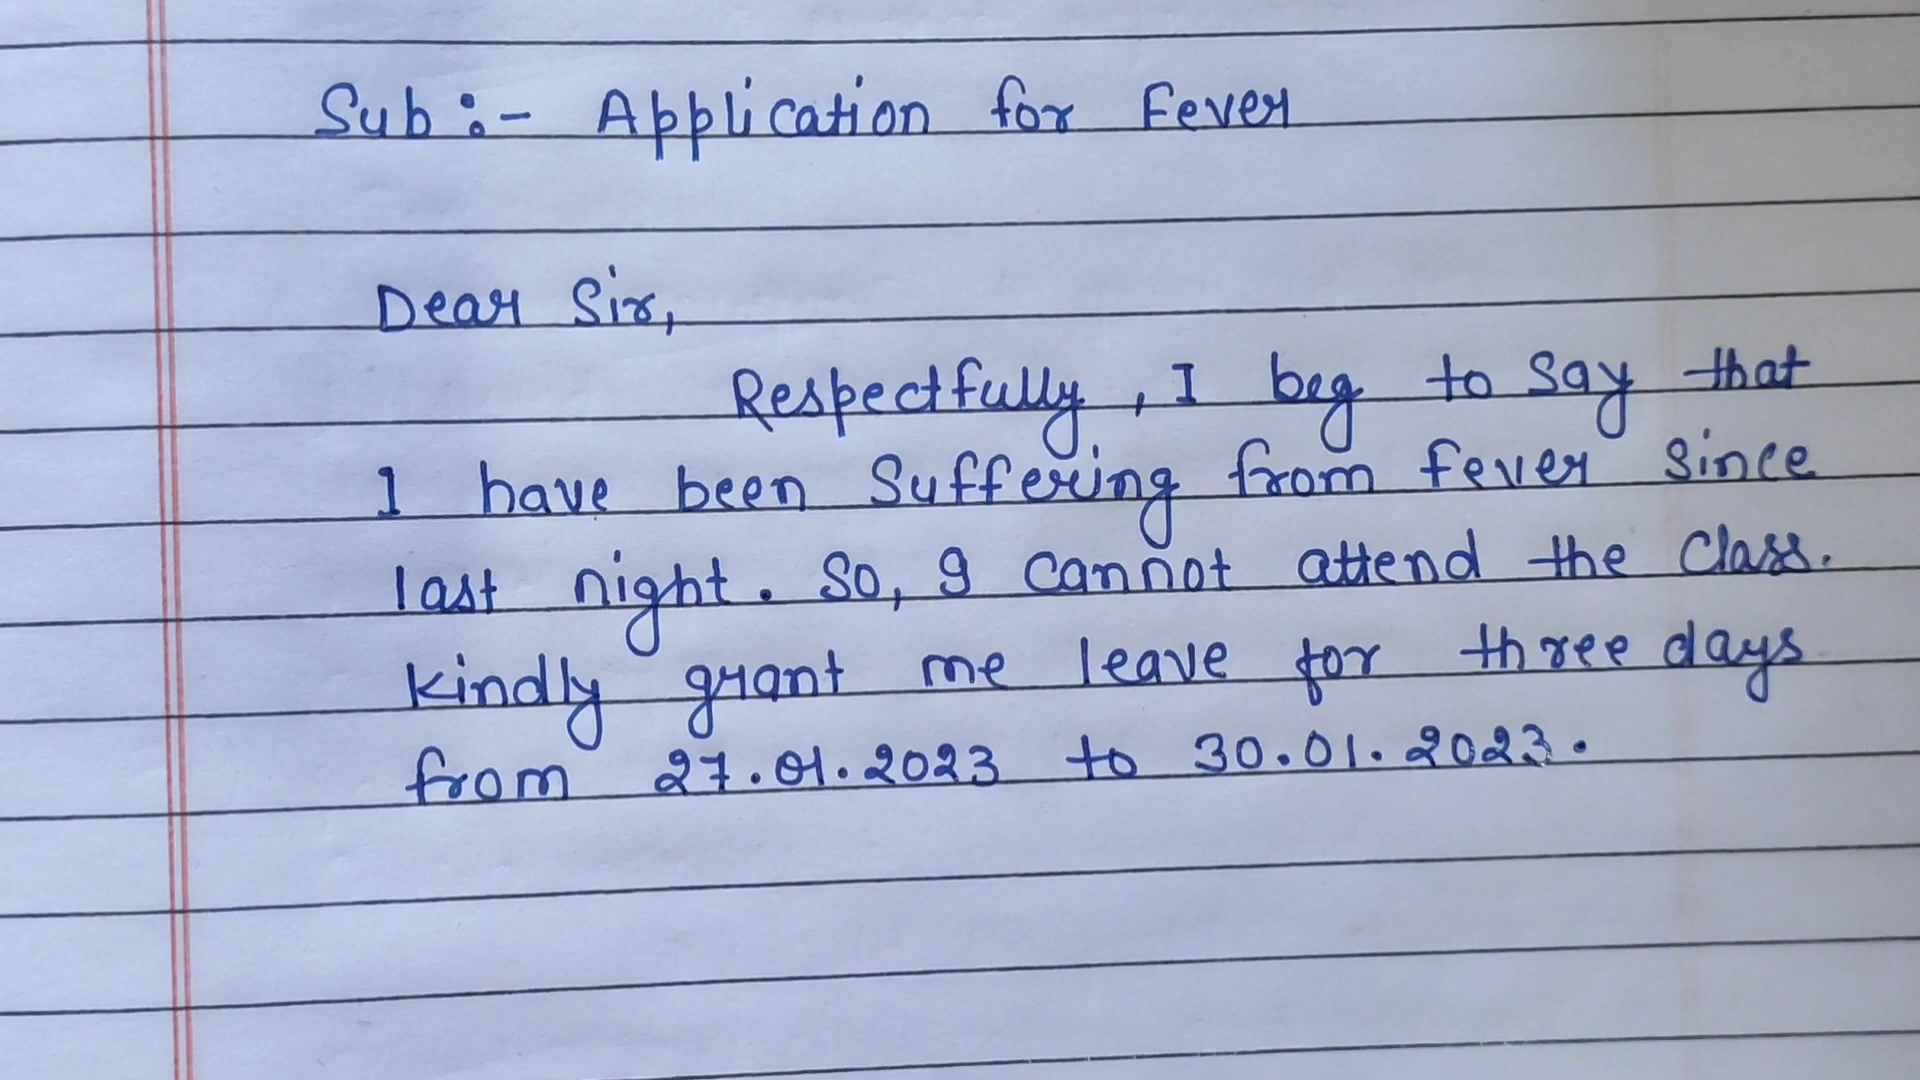 Sub :- Application for Fever
Dear Sir,
Respectfully, I beg to say that
I have been Suffering from fever since
last night. So, I cannot attend the Class.
Kindly grant me leave for three days
from 27.01.2023 to 30.01.2023.